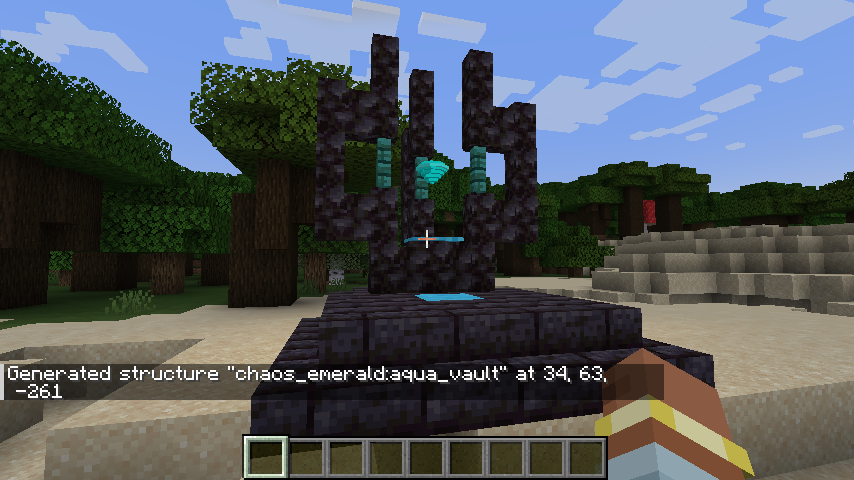 Generated structure "chaos_emerald:aqua_vault" at 34, 63,
-261